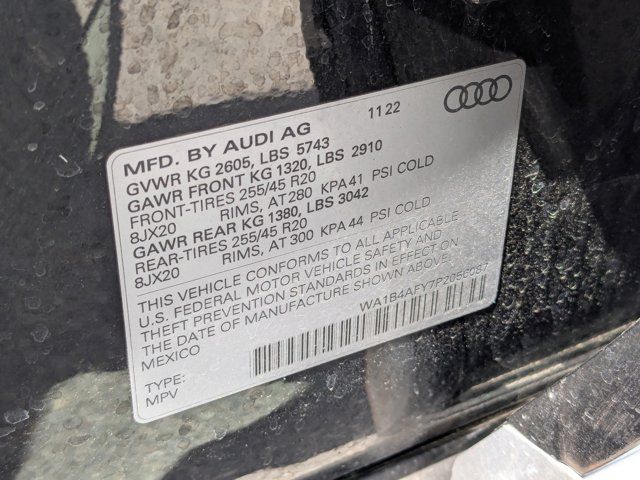 MFD. BY AUDI AG 11 22
GVWR KG 2605, LBS 5743
GAWR FRONT KG 1320, LBS 2910
FRONT-TIRES 255/45 R20
8JX20 RIMS, AT 280 KPA 41 PSI COLD
GAWR REAR KG 1380, LBS 3042
REAR-TIRES 255/45 R20
8JX20 RIMS, AT 300 KPA 44 PSI COLD
THIS VEHICLE CONFORMS TO ALL APPLICABLE
U.S. FEDERAL MOTOR VEHICLE SAFETY AND
THEFT PREVENTION STANDARDS IN EFFECT ON
THE DATE OF MANUFACTURE SHOWN ABOVE.
MEXICO WA1B4AFY7P2056087
TYPE:
MPV